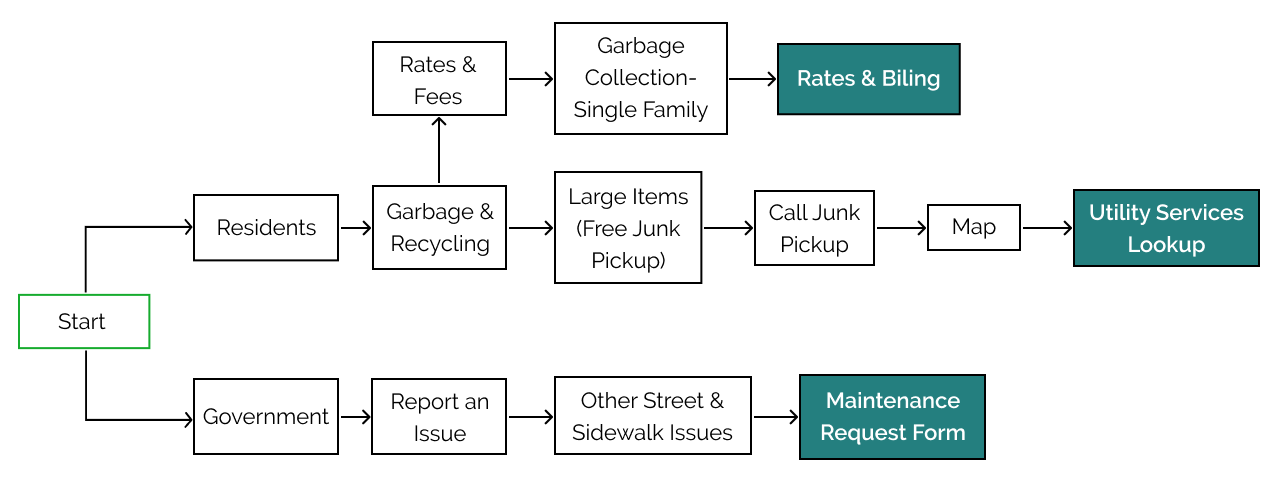 Rates &
Fees
Garbage
Collection-
Single Family
Rates & Biling
Residents
Garbage &
Recycling
Large Items
(Free Junk
Pickup)
Call Junk
Pickup
Map
Utility Services
Lookup
Start
Government
Report an
Issue
Other Street &
Sidewalk Issues
Maintenance
Request Form